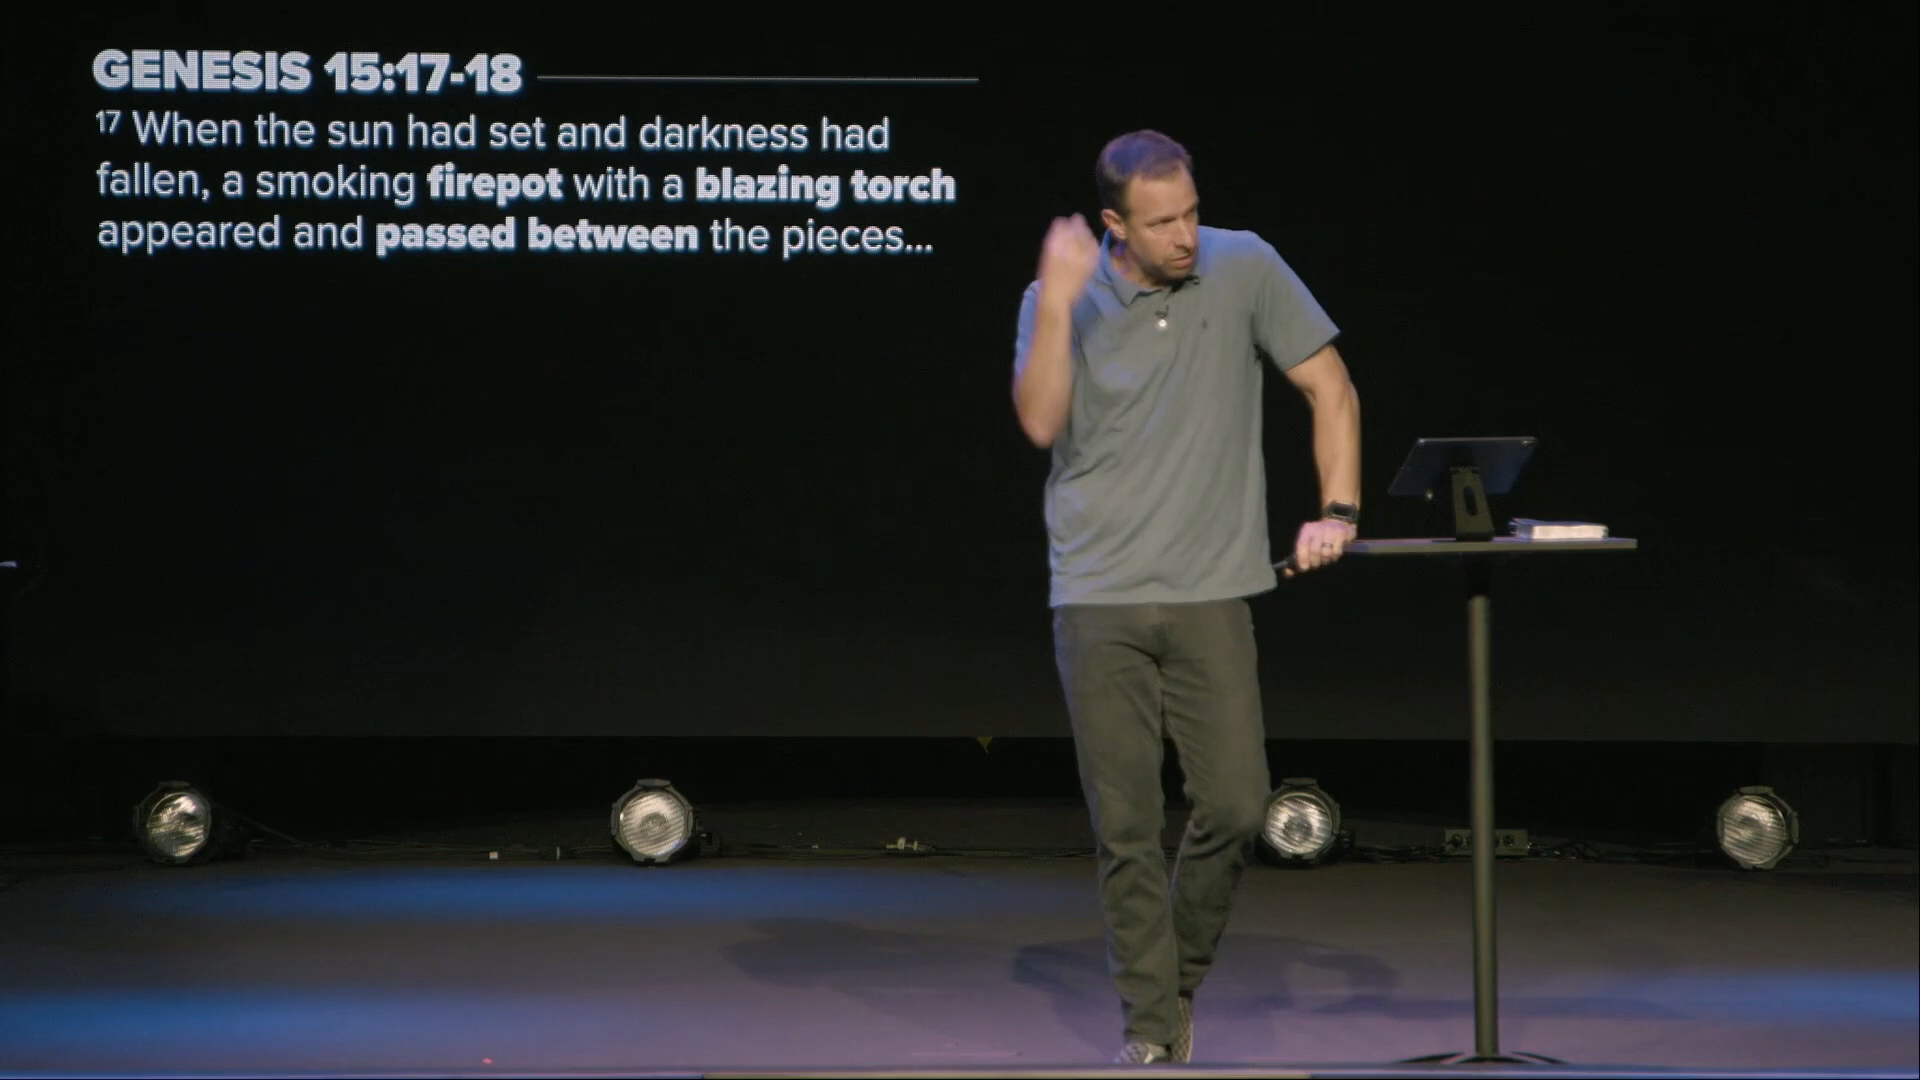 GENESIS 15:17-18
17 When the sun had set and darkness had
fallen, a smoking firepot with a blazing torch
appeared and passed between the pieces...